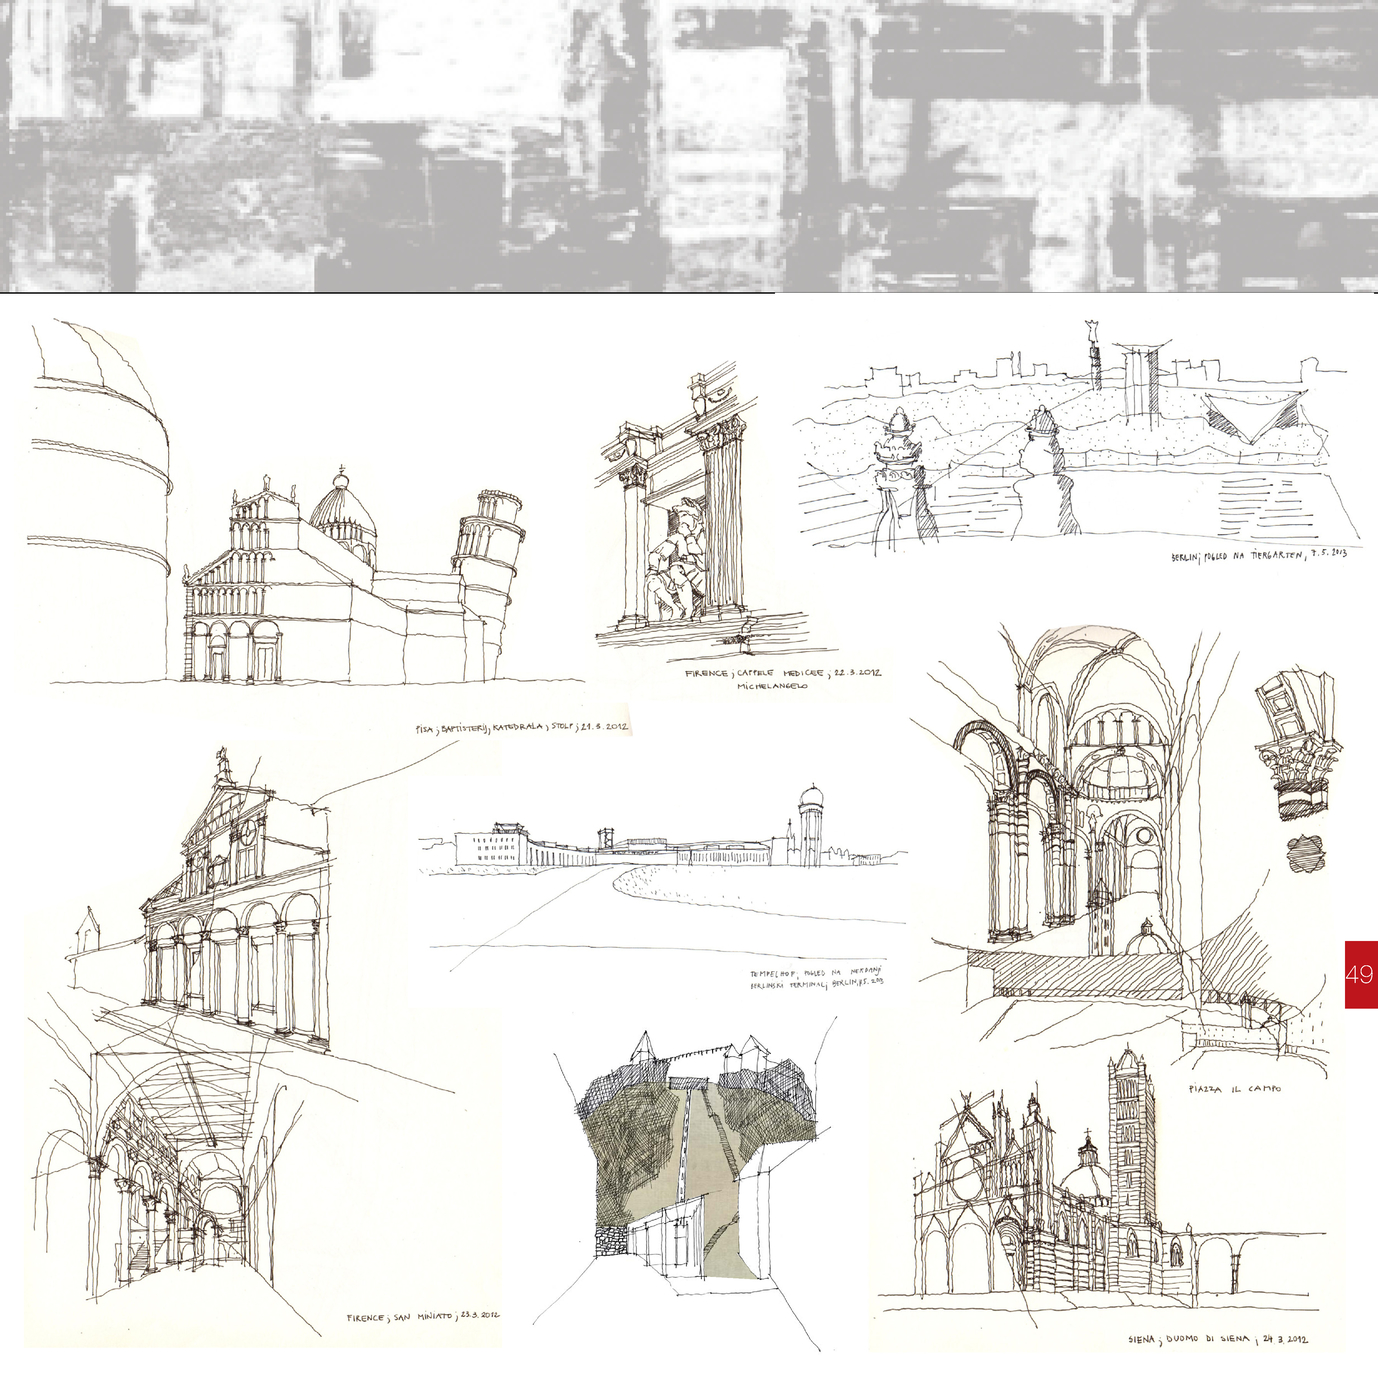 BERLIN; POGLED NA TIERGARTEN, 7.5.2013
FIRENCE; CAPPELE MEDICEE; 22.3.2012
MICHELANGELO
PISA; BAPTISTERIJ, KATEDRALA; STOLP; 21.3.2012
TEMPELHOF; POGLED NA NEKDANJI
BERLINSKI TERMINAL; BERLIN,
49
PIAZZA IL CAMPO
FIRENCE; SAN MINIATO; 23.3.2012
SIENA; DUOMO DI SIENA; 24.3.2012